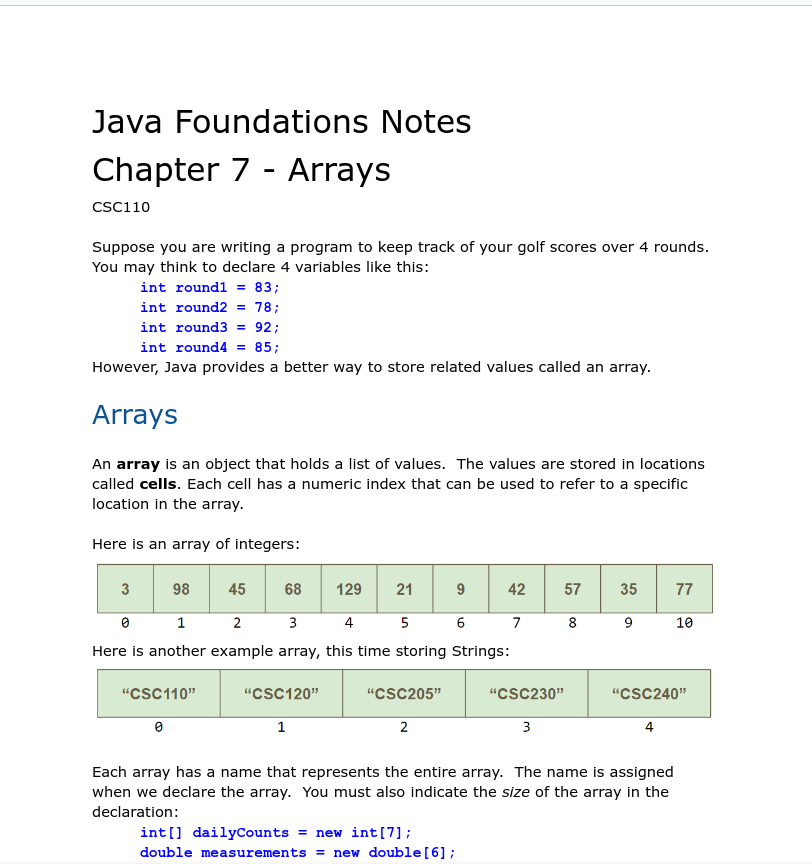 Java Foundations Notes
Chapter 7 - Arrays
CSC110
Suppose you are writing a program to keep track of your golf scores over 4 rounds.
You may think to declare 4 variables like this:
int round1 = 83;
int round2 = 78;
int round3 = 92;
int round4 = 85;
However, Java provides a better way to store related values called an array.
Arrays
An array is an object that holds a list of values.  The values are stored in locations
called cells. Each cell has a numeric index that can be used to refer to a specific
location in the array.
Here is an array of integers:
3 98 45 68 129 21 9 42 57 35 77
0 1 2 3 4 5 6 7 8 9 10
Here is another example array, this time storing Strings:
“CSC110” “CSC120” “CSC205” “CSC230” “CSC240”
0 1 2 3 4
Each array has a name that represents the entire array.  The name is assigned
when we declare the array.  You must also indicate the size of the array in the
declaration:
int[] dailyCounts = new int[7];
double measurements = new double[6];